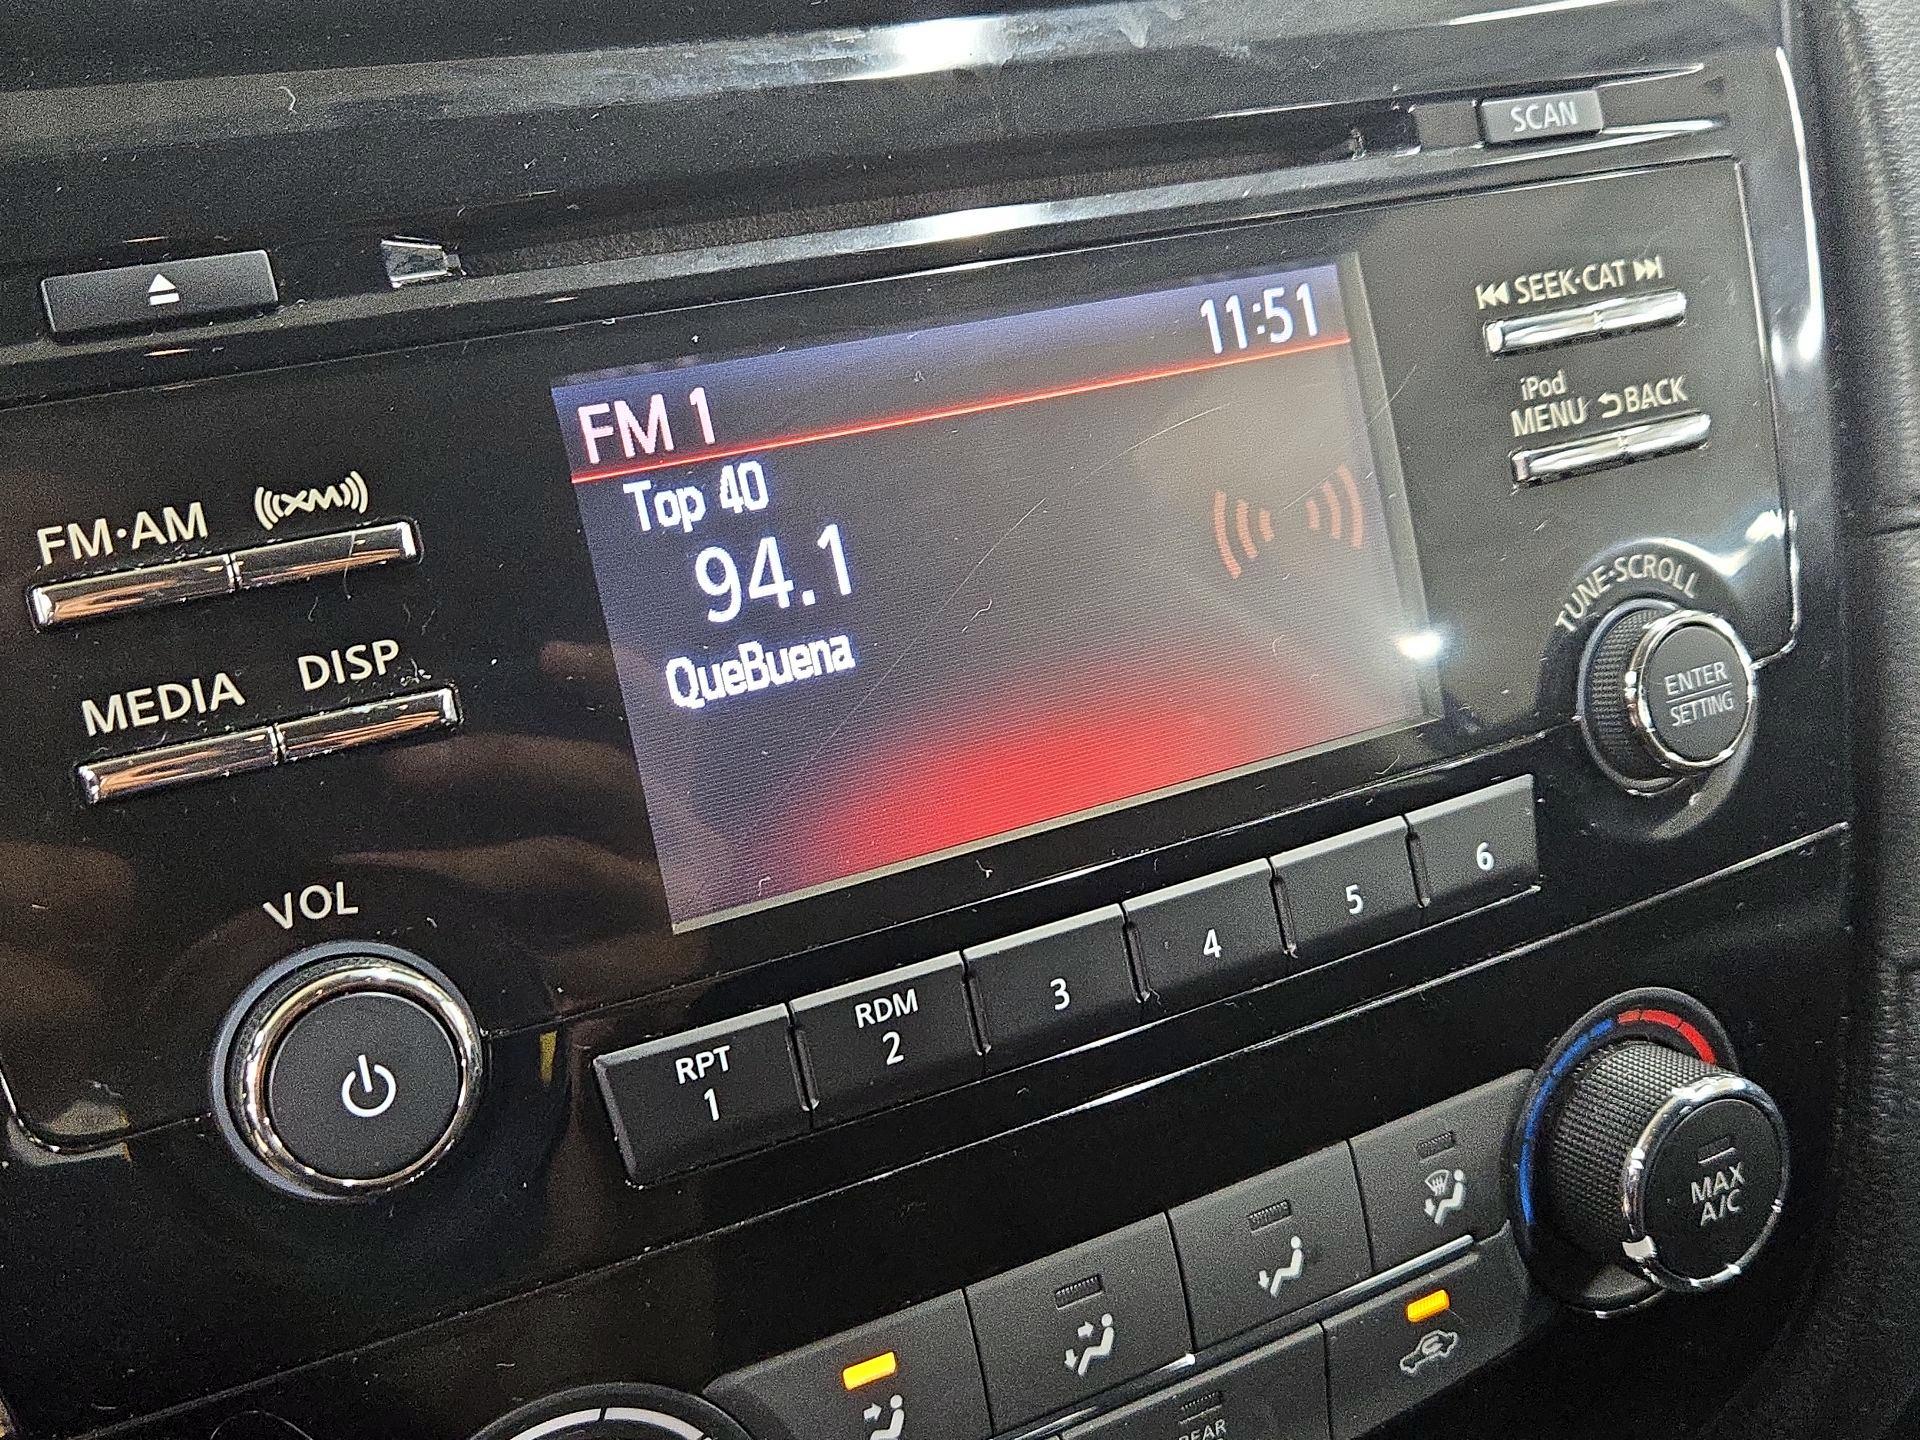 SCAN
SEEK·CAT
11:51
FM 1
iPod
MENU BACK
Top 40
FM·AM XM
94.1
TUNE·SCROLL
QueBuena
MEDIA DISP
ENTER
SETTING
VOL
RPT
1
RDM
2
3
4
5
6
MAX
A/C
REAR